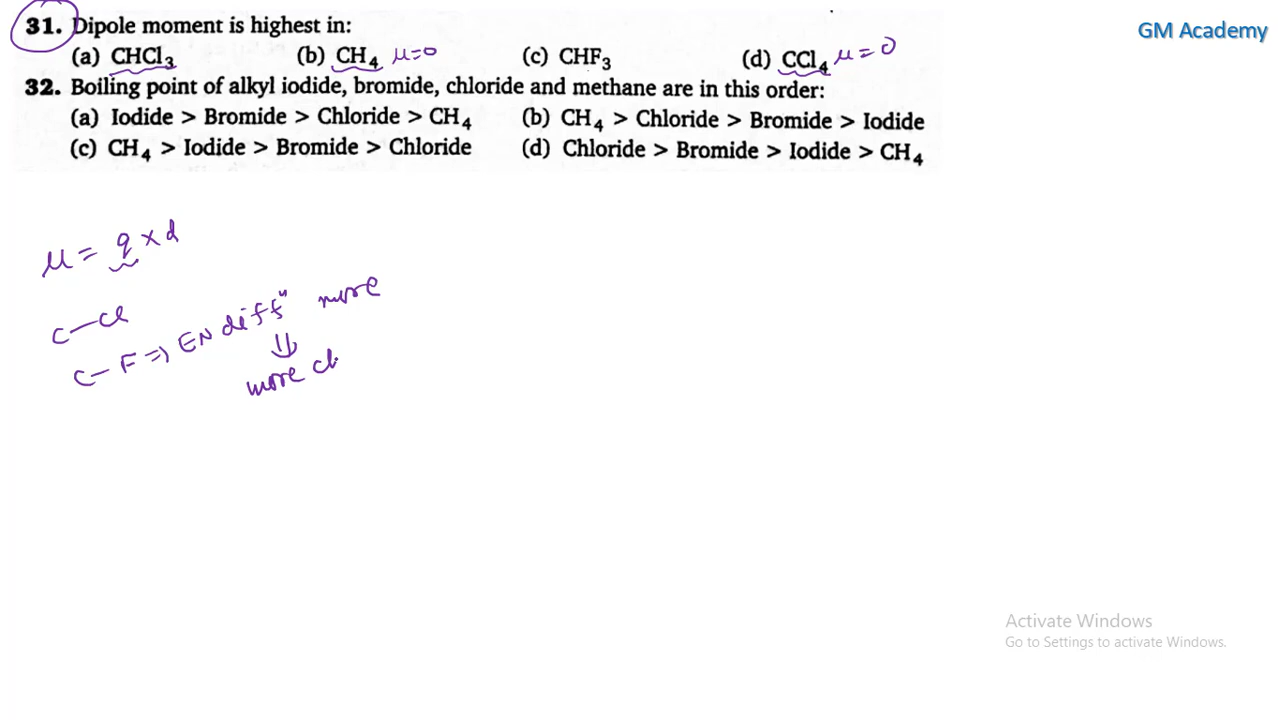 GM Academy
31. Dipole moment is highest in:
(a) CHCl3 (b) CH4 μ=0 (c) CHF3 (d) CCl4 μ=0
32. Boiling point of alkyl iodide, bromide, chloride and methane are in this order:
(a) Iodide > Bromide > Chloride > CH4 (b) CH4 > Chloride > Bromide > Iodide
(c) CH4 > Iodide > Bromide > Chloride (d) Chloride > Bromide > Iodide > CH4
μ = q × d
C—Cl
C—F ⇒ EN diffn more
⇓
more ch
Activate Windows
Go to Settings to activate Windows.